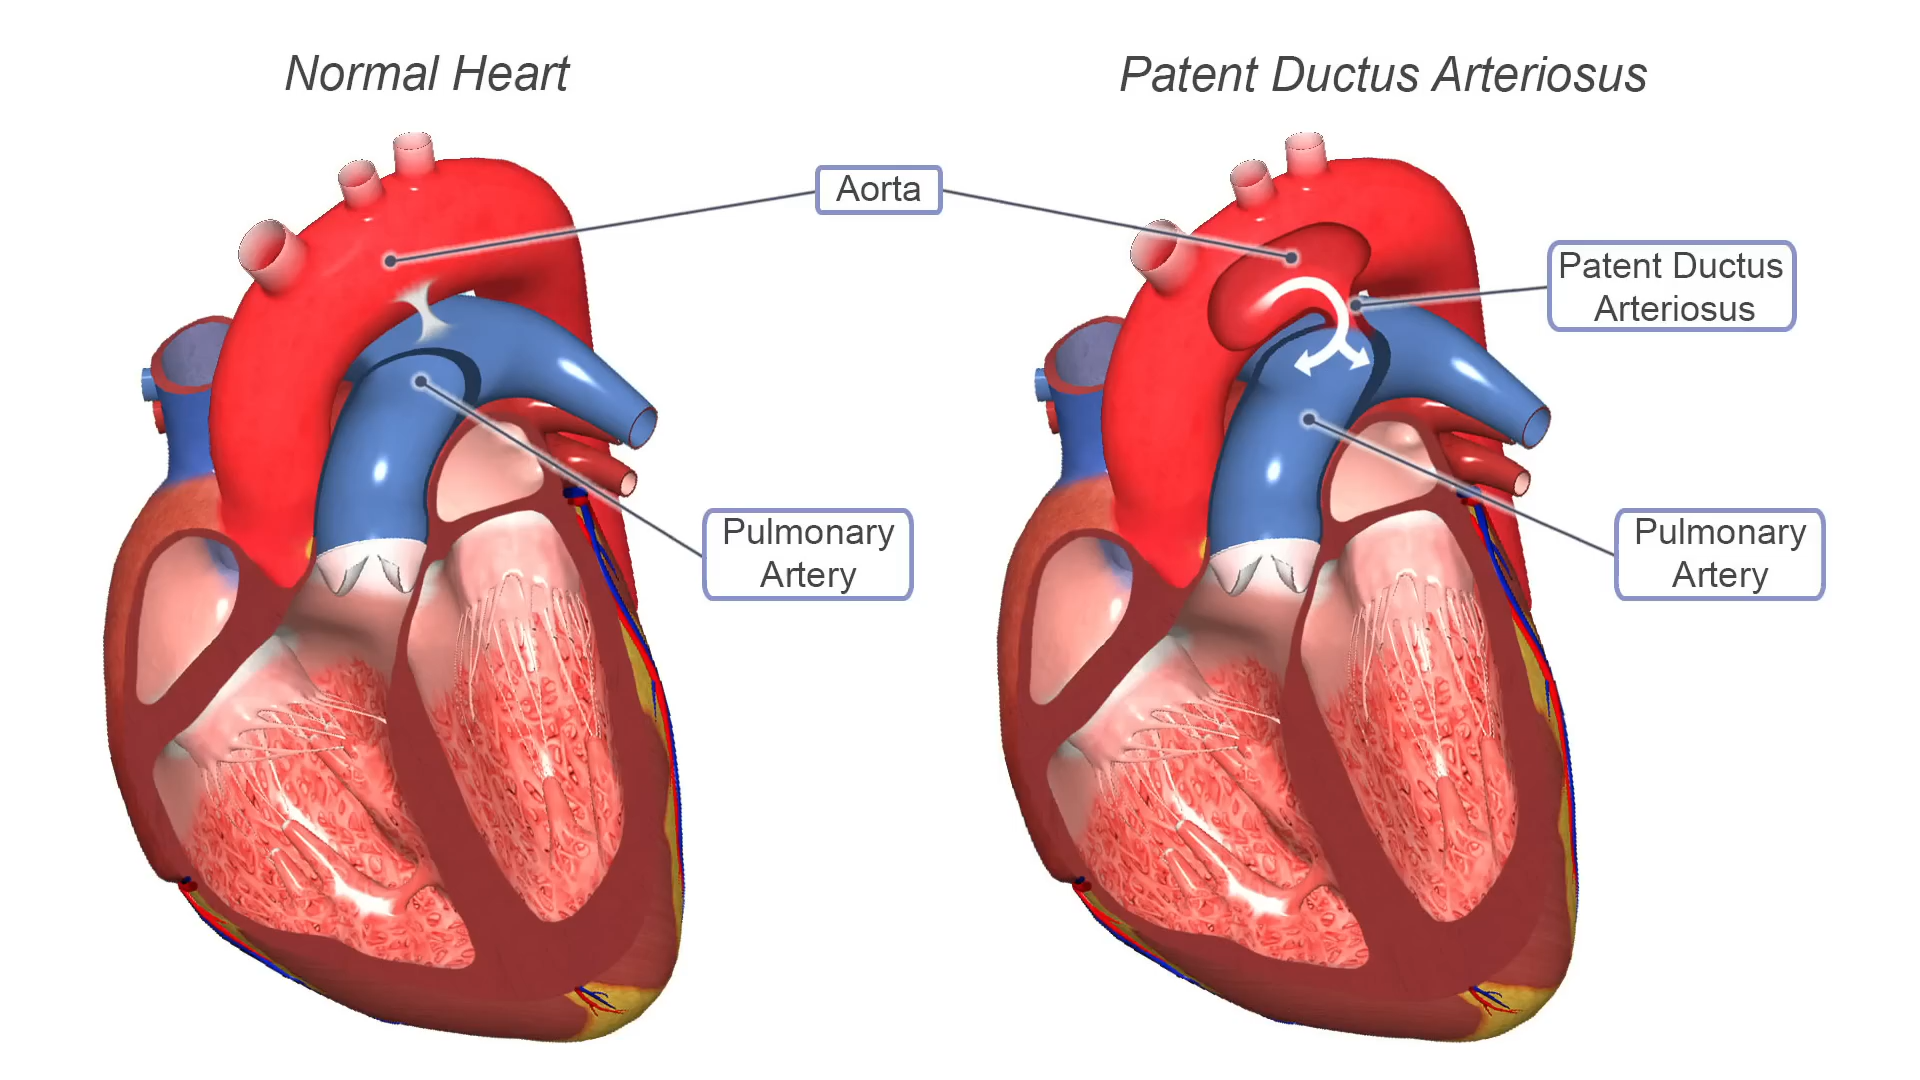 Normal Heart
Patent Ductus Arteriosus
Aorta
Patent Ductus
Arteriosus
Pulmonary
Artery
Pulmonary
Artery